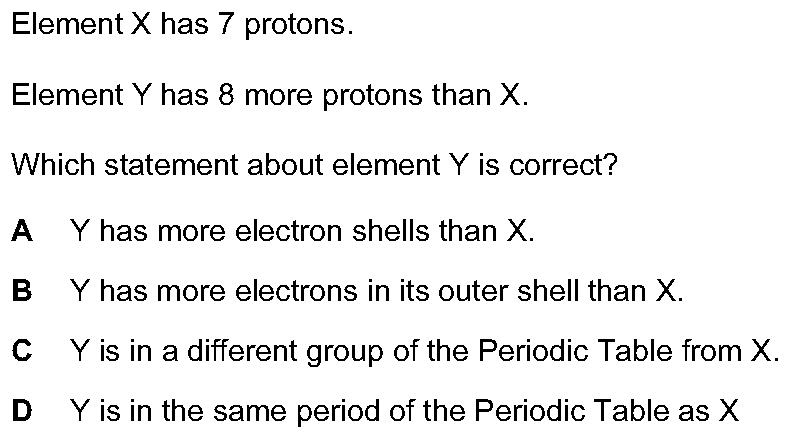 Element X has 7 protons.
Element Y has 8 more protons than X.
Which statement about element Y is correct?
A Y has more electron shells than X.
B Y has more electrons in its outer shell than X.
C Y is in a different group of the Periodic Table from X.
D Y is in the same period of the Periodic Table as X